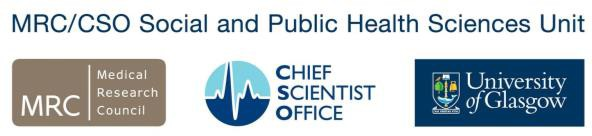 MRC/CSO Social and Public Health Sciences Unit
MRC
Medical
Research
Council
CHIEF
SCIENTIST
OFFICE
University
of Glasgow